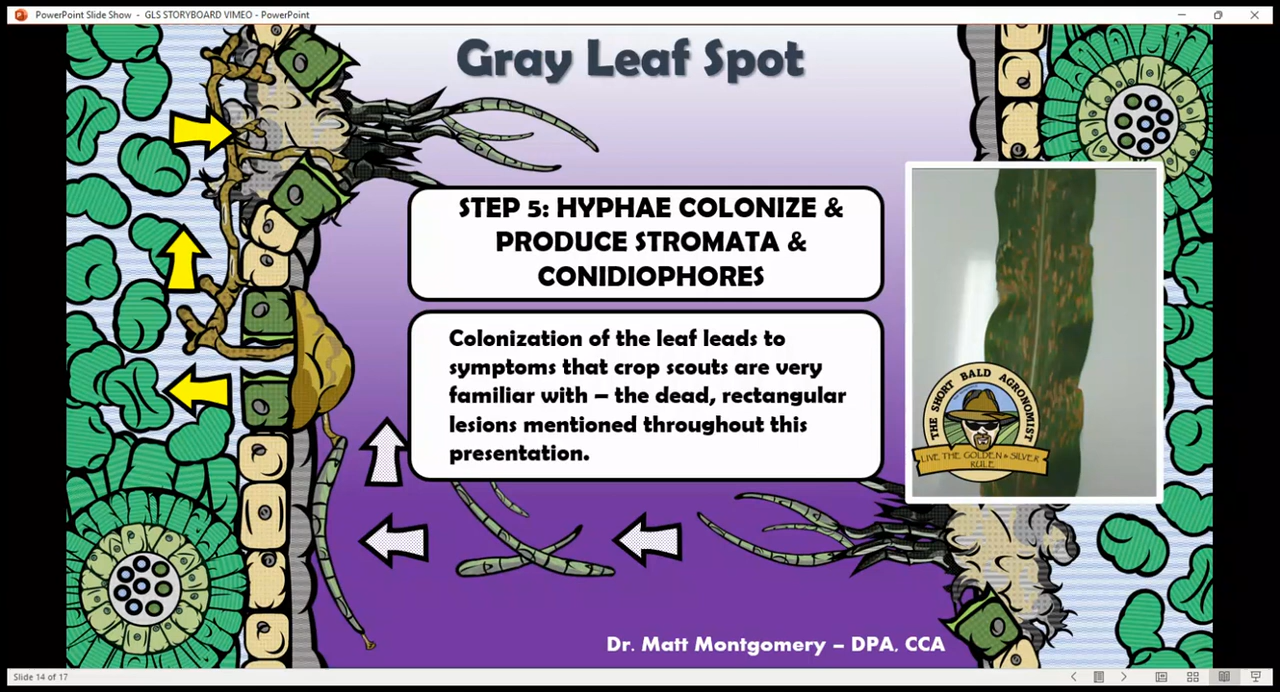 PowerPoint Slide Show - GLS STORYBOARD VIMEO - PowerPoint
Gray Leaf Spot
STEP 5: HYPHAE COLONIZE &
PRODUCE STROMATA &
CONIDIOPHORES
Colonization of the leaf leads to
symptoms that crop scouts are very
familiar with – the dead, rectangular
lesions mentioned throughout this
presentation.
THE SHORT BALD AGRONOMIST
LIVE THE GOLDEN & SILVER
RULE
Dr. Matt Montgomery – DPA, CCA
Slide 14 of 17